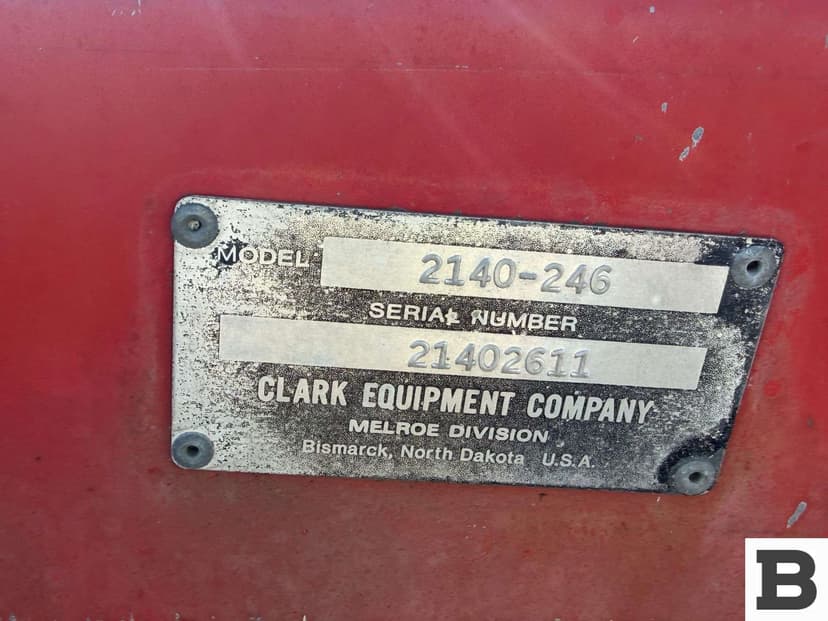 MODEL 2140-246
SERIAL NUMBER
21402611
CLARK EQUIPMENT COMPANY
MELROE DIVISION
Bismarck, North Dakota U.S.A.
B